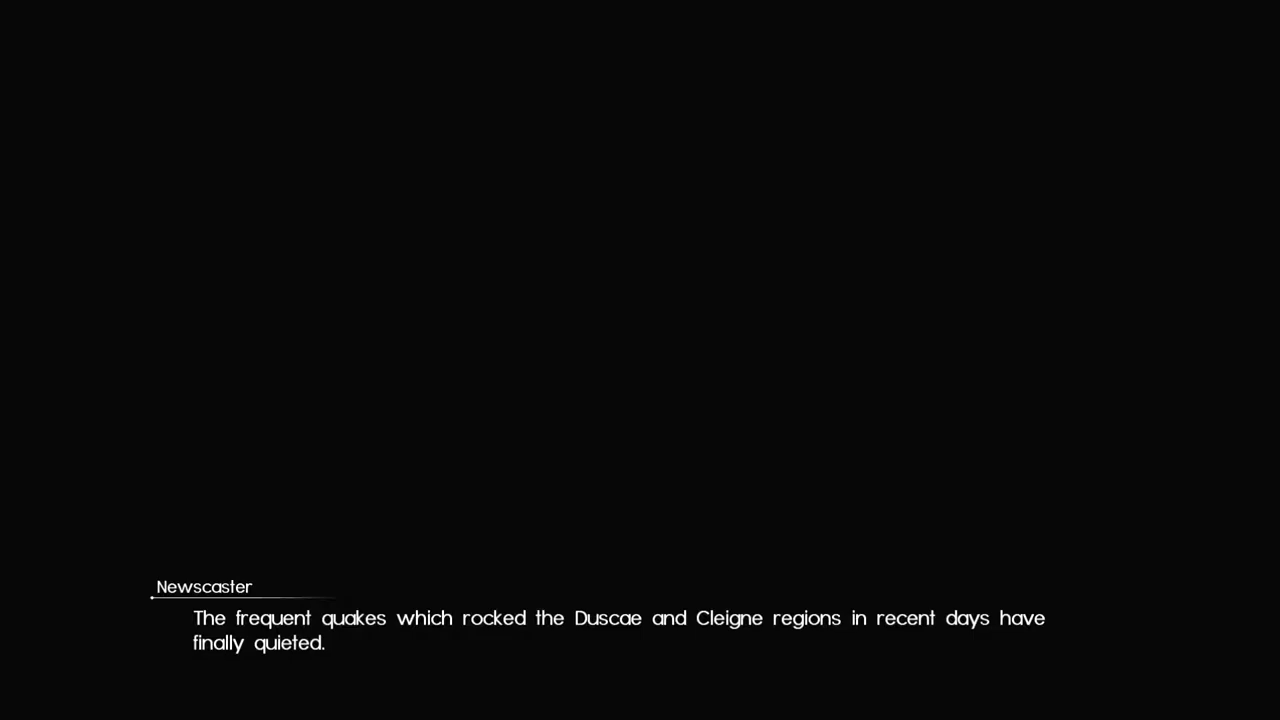 Newscaster
The frequent quakes which rocked the Duscae and Cleigne regions in recent days have
finally quieted.